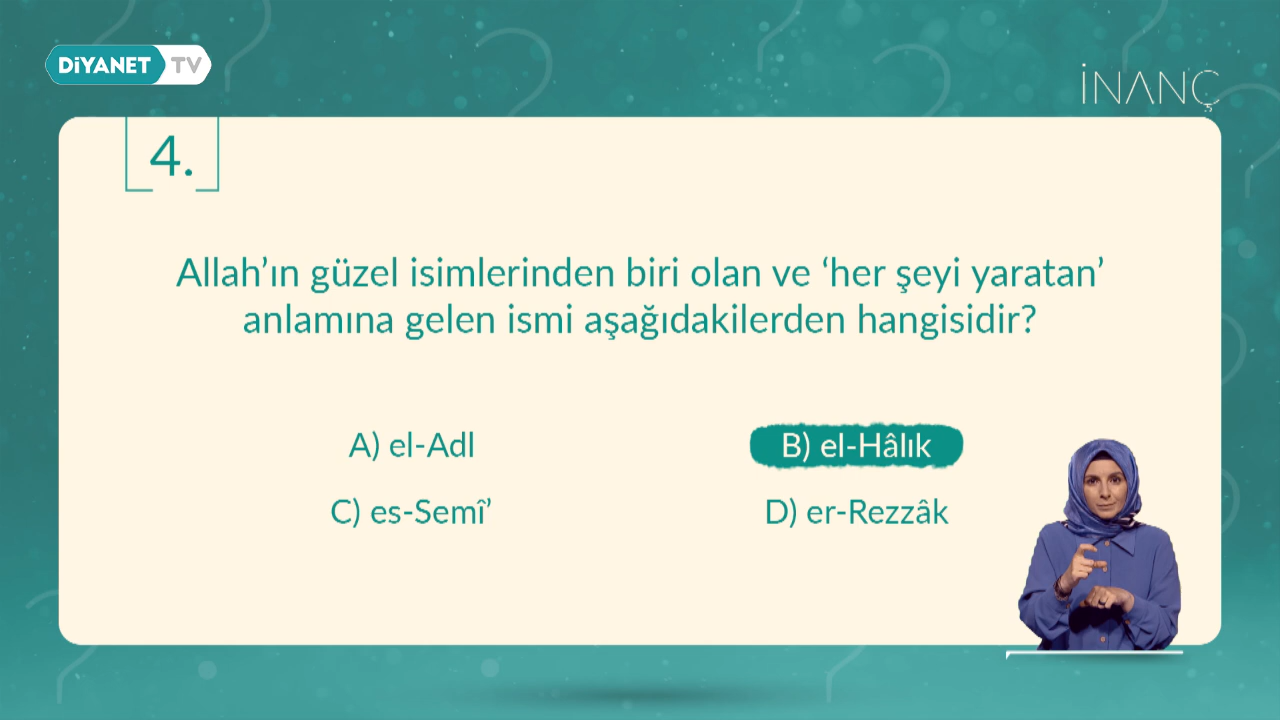 DİYANET TV
İNANÇ
4.
Allah’ın güzel isimlerinden biri olan ve ‘her şeyi yaratan’
anlamına gelen ismi aşağıdakilerden hangisidir?
A) el-Adl
B) el-Hâlık
C) es-Semî’
D) er-Rezzâk